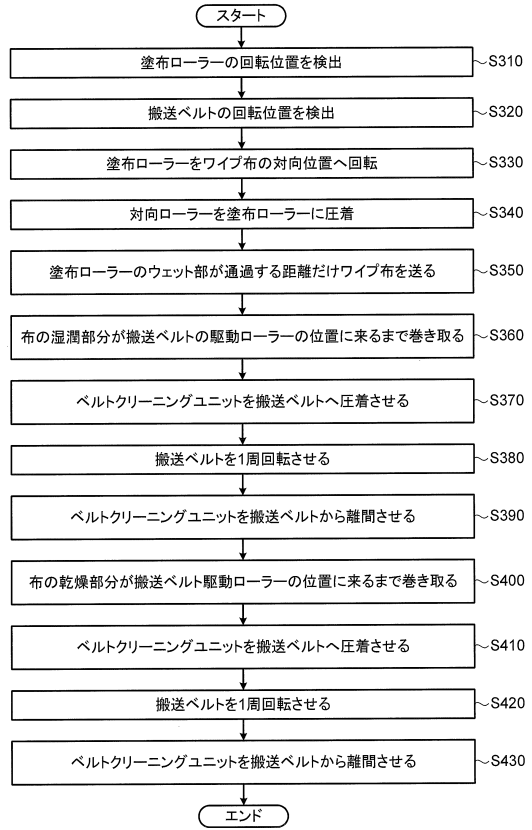 スタート
塗布ローラーの回転位置を検出
S310
搬送ベルトの回転位置を検出
S320
塗布ローラーをワイプ布の対向位置へ回転
S330
対向ローラーを塗布ローラーに圧着
S340
塗布ローラーのウェット部が通過する距離だけワイプ布を送る
S350
布の湿潤部分が搬送ベルトの駆動ローラーの位置に来るまで巻き取る
S360
ベルトクリーニングユニットを搬送ベルトへ圧着させる
S370
搬送ベルトを1周回転させる
S380
ベルトクリーニングユニットを搬送ベルトから離間させる
S390
布の乾燥部分が搬送ベルト駆動ローラーの位置に来るまで巻き取る
S400
ベルトクリーニングユニットを搬送ベルトへ圧着させる
S410
搬送ベルトを1周回転させる
S420
ベルトクリーニングユニットを搬送ベルトから離間させる
S430
エンド